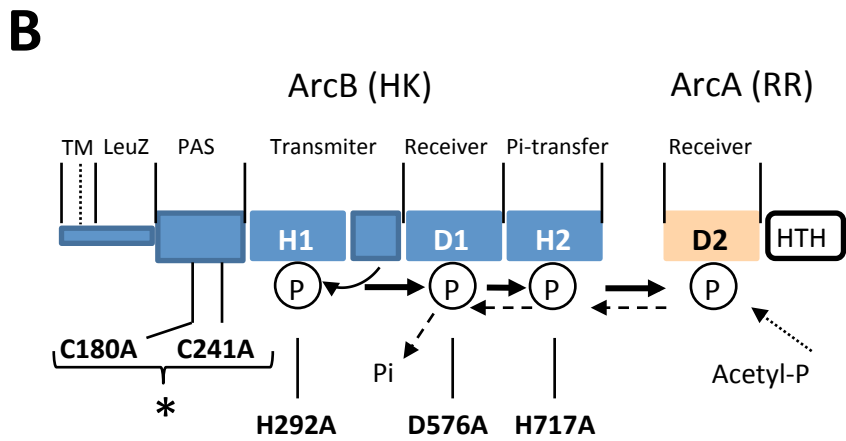 B
ArcB (HK) ArcA (RR)
TM LeuZ PAS Transmiter Receiver Pi-transfer Receiver
H1 D1 H2 D2 HTH
P P P P
C180A C241A Pi Acetyl-P
*
H292A D576A H717A